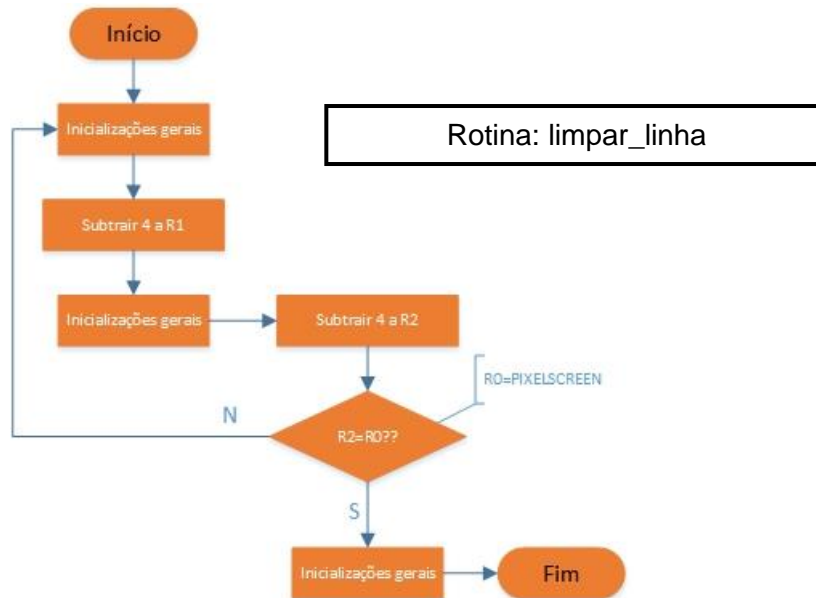 Início
Inicializações gerais
Rotina: limpar_linha
Subtrair 4 a R1
Inicializações gerais
Subtrair 4 a R2
R0=PIXELSCREEN
N
R2=R0??
S
Inicializações gerais
Fim